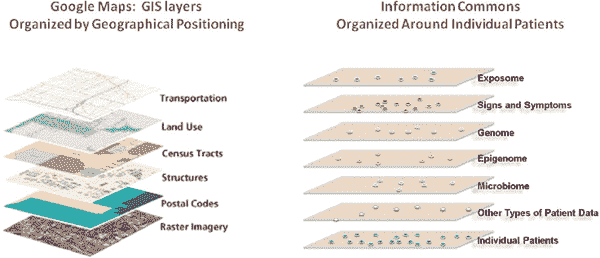 Google Maps: GIS layers
Organized by Geographical Positioning
Transportation
Land Use
Census Tracts
Structures
Postal Codes
Raster Imagery
Information Commons
Organized Around Individual Patients
Exposome
Signs and Symptoms
Genome
Epigenome
Microbiome
Other Types of Patient Data
Individual Patients